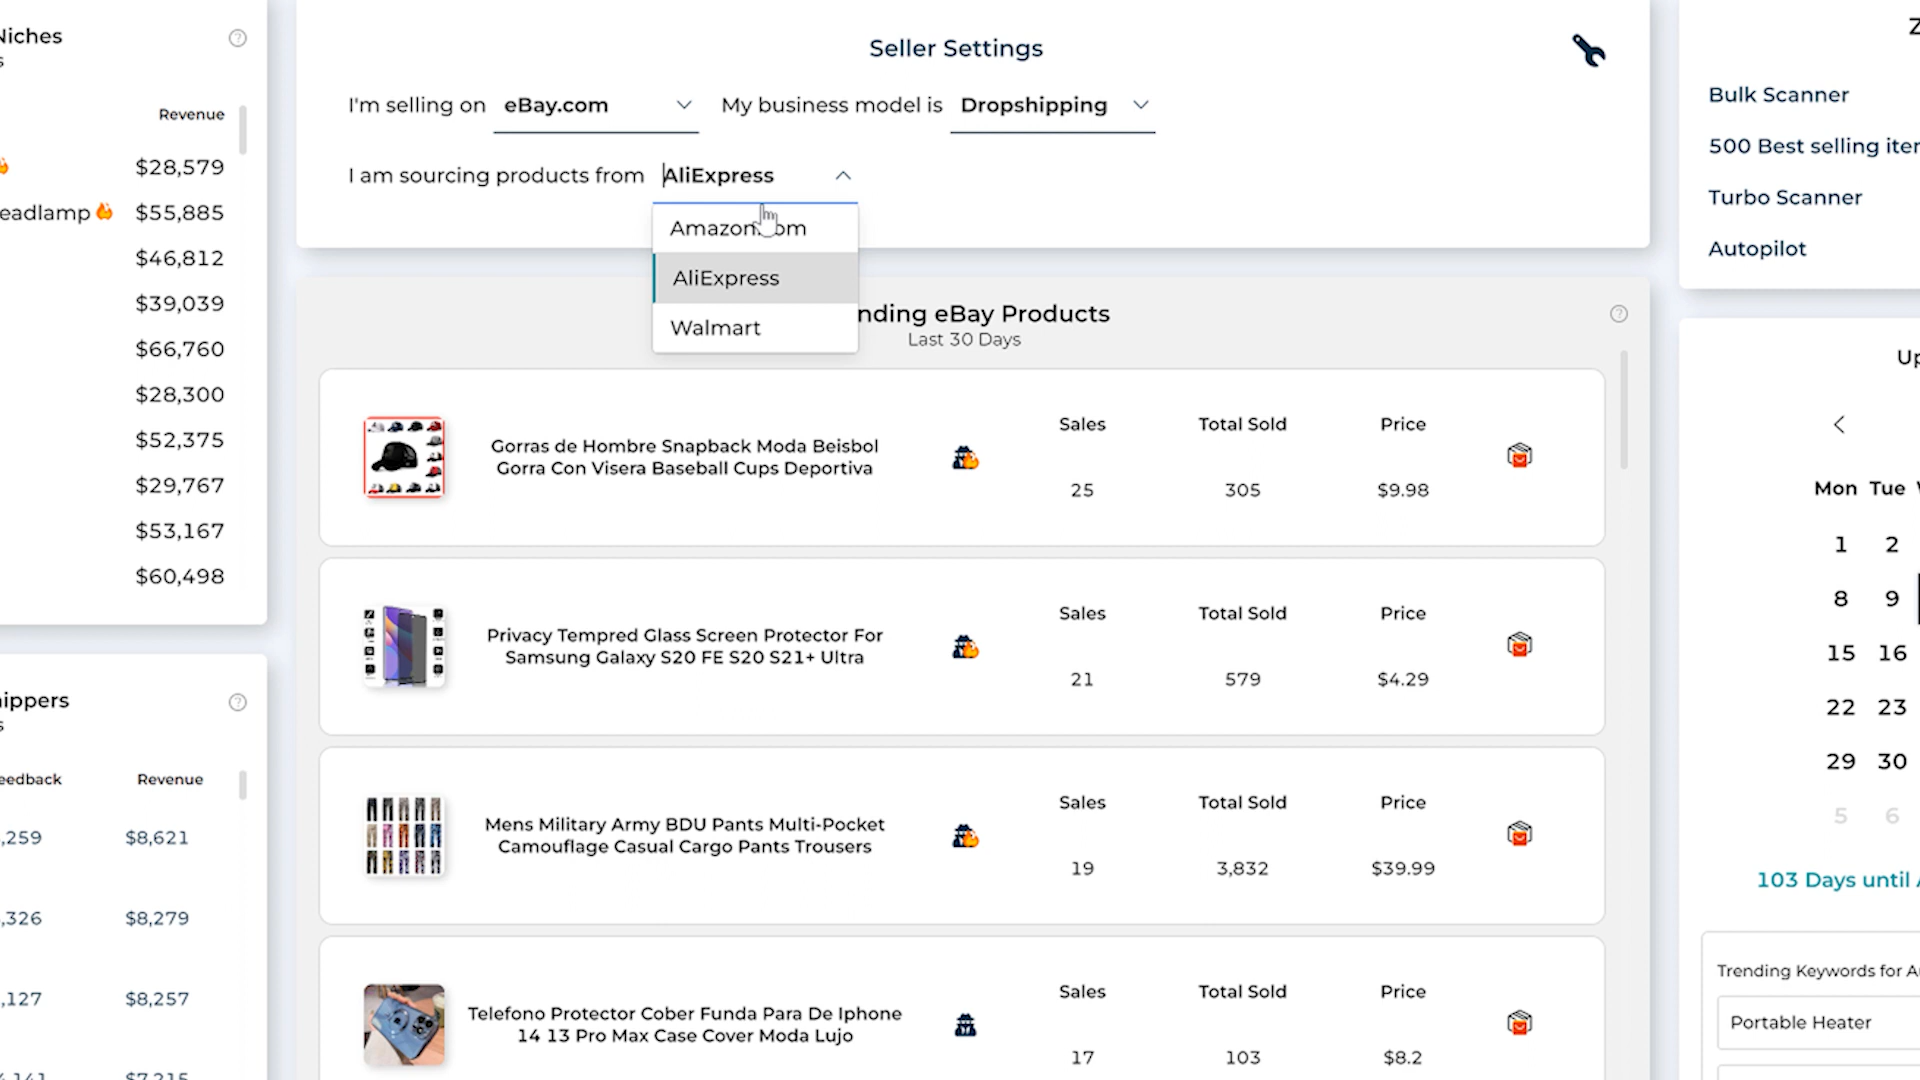 Niches
Revenue
$28,579
eadlamp $55,885
$46,812
$39,039
$66,760
$28,300
$52,375
$29,767
$53,167
$60,498
ippers
eedback Revenue
,259 $8,621
,326 $8,279
,127 $8,257
Seller Settings
I'm selling on eBay.com My business model is Dropshipping
I am sourcing products from AliExpress
Amazon.com
AliExpress
Walmart
nding eBay Products
Last 30 Days
Gorras de Hombre Snapback Moda Beisbol
Gorra Con Visera Baseball Cups Deportiva
Sales Total Sold Price
25 305 $9.98
Privacy Tempred Glass Screen Protector For
Samsung Galaxy S20 FE S20 S21+ Ultra
Sales Total Sold Price
21 579 $4.29
Mens Military Army BDU Pants Multi-Pocket
Camouflage Casual Cargo Pants Trousers
Sales Total Sold Price
19 3,832 $39.99
Telefono Protector Cober Funda Para De Iphone
14 13 Pro Max Case Cover Moda Lujo
Sales Total Sold Price
17 103 $8.2
Z
Bulk Scanner
500 Best selling iter
Turbo Scanner
Autopilot
Up
Mon Tue
1 2
8 9
15 16
22 23
29 30
5 6
103 Days until
Trending Keywords for
Portable Heater